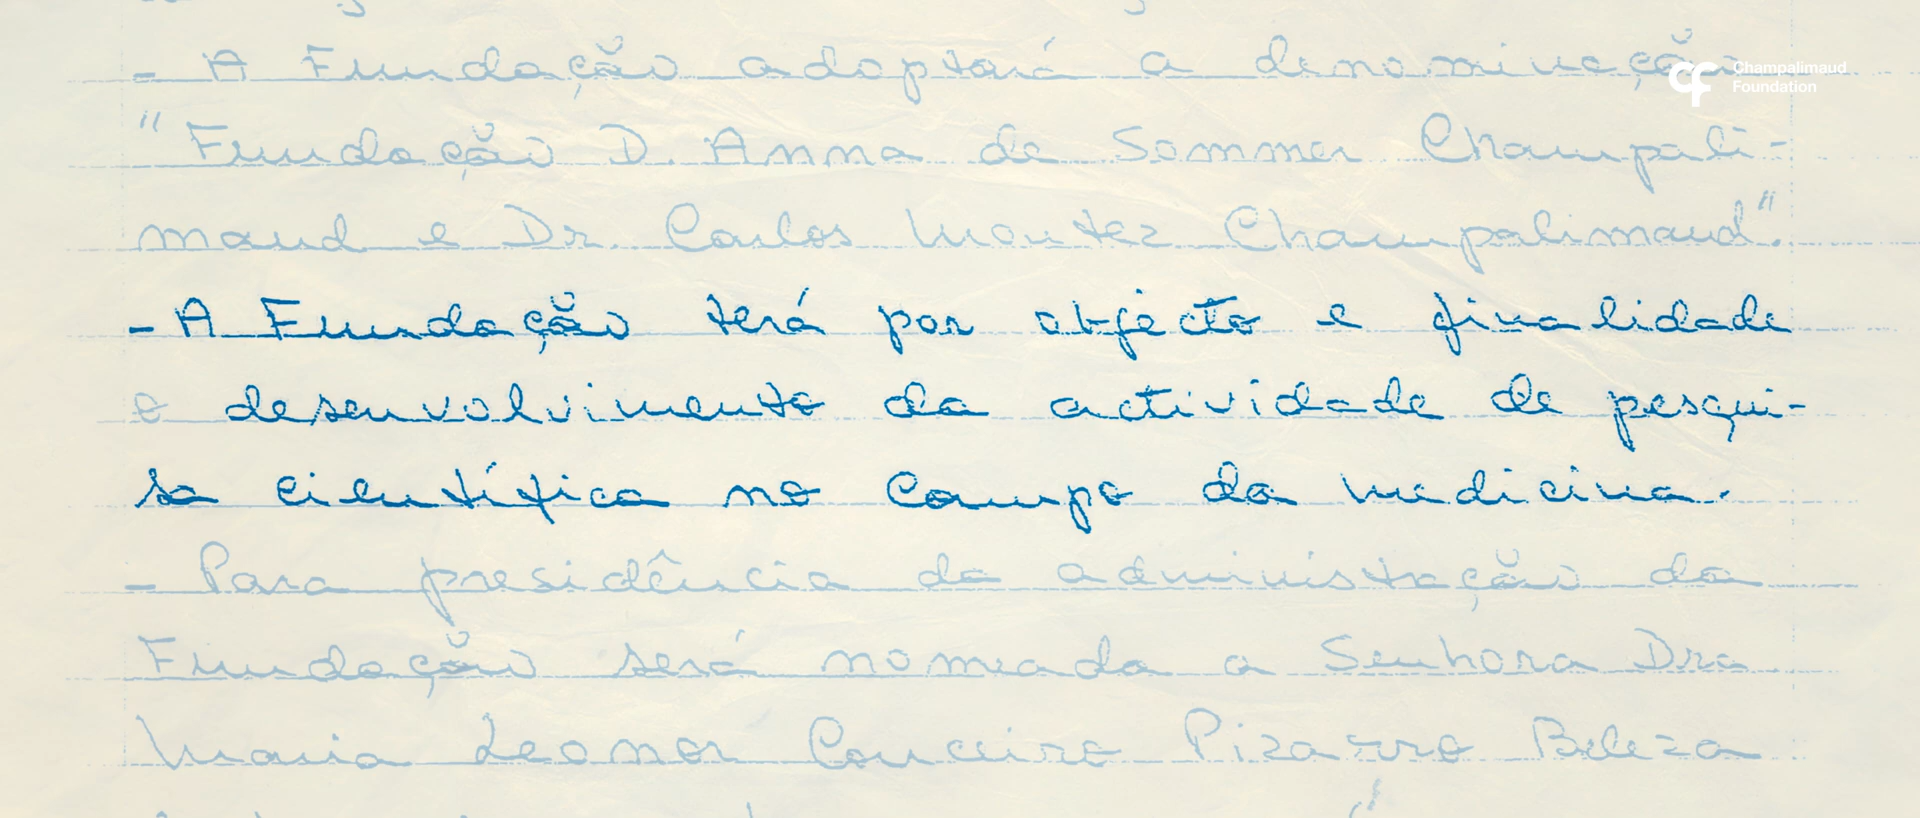 - A Fundação adoptará a denominação
Champalimaud
Foundation
"Fundação D. Anna de Sommer Champali-
maud e Dr. Carlos Montez Champalimaud".
- A Fundação terá por objecto e finalidade
o desenvolvimento da actividade de pesqui-
sa científica no campo da medicina.
- Para presidência da administração da
Fundação será nomeada a Senhora Dra
Maria Leonor Couceiro Pizarro Beleza